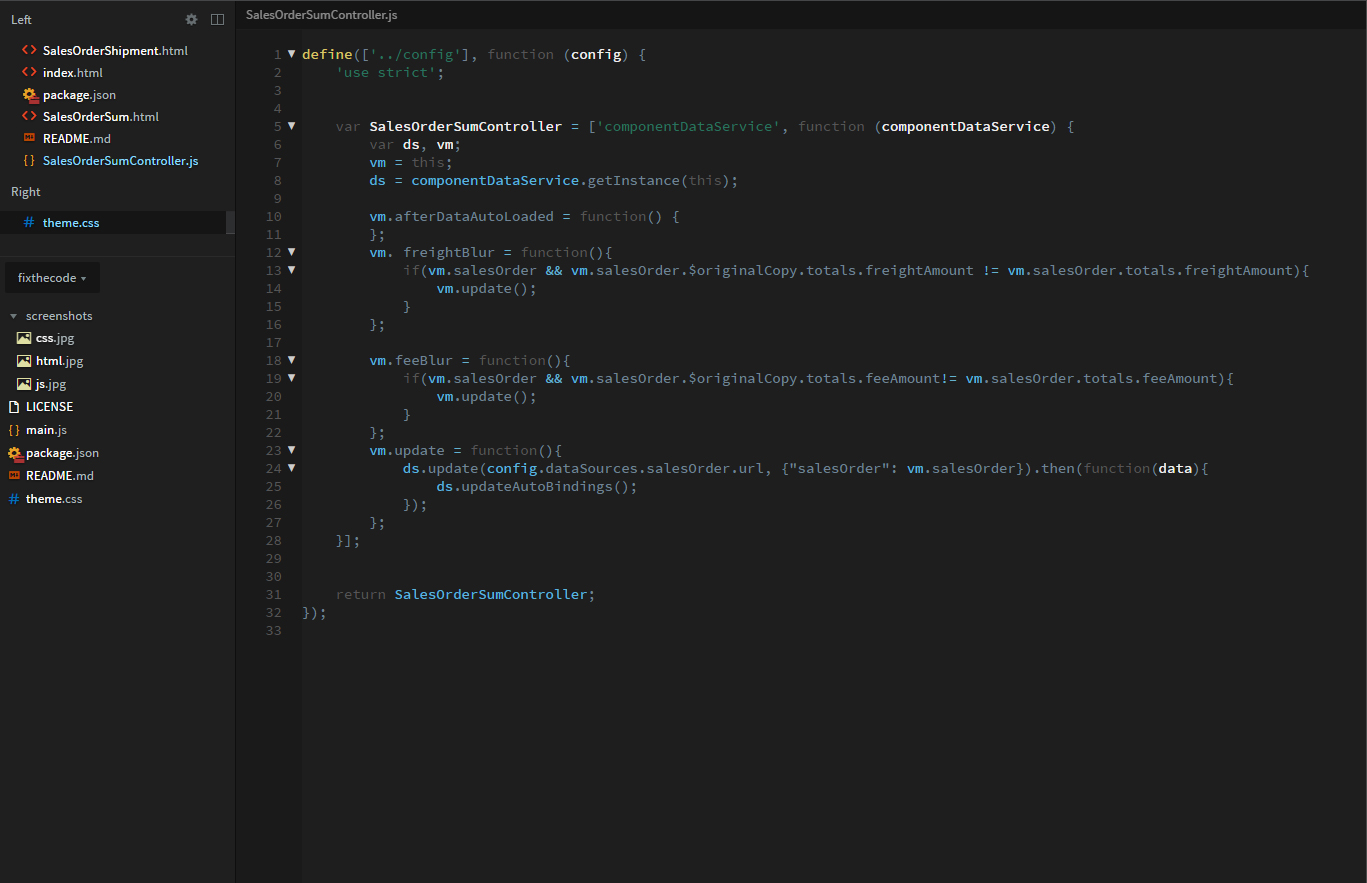 Left
SalesOrderShipment.html
index.html
package.json
SalesOrderSum.html
README.md
SalesOrderSumController.js
Right
theme.css
fixthecode
screenshots
css.jpg
html.jpg
js.jpg
LICENSE
main.js
package.json
README.md
theme.css
SalesOrderSumController.js
1 define(['../config'], function (config) {
2     'use strict';
3
4
5     var SalesOrderSumController = ['componentDataService', function (componentDataService) {
6         var ds, vm;
7         vm = this;
8         ds = componentDataService.getInstance(this);
9
10         vm.afterDataAutoLoaded = function() {
11         };
12         vm. freightBlur = function(){
13             if(vm.salesOrder && vm.salesOrder.$originalCopy.totals.freightAmount != vm.salesOrder.totals.freightAmount){
14                 vm.update();
15             }
16         };
17
18         vm.feeBlur = function(){
19             if(vm.salesOrder && vm.salesOrder.$originalCopy.totals.feeAmount!= vm.salesOrder.totals.feeAmount){
20                 vm.update();
21             }
22         };
23         vm.update = function(){
24             ds.update(config.dataSources.salesOrder.url, {"salesOrder": vm.salesOrder}).then(function(data){
25                 ds.updateAutoBindings();
26             });
27         };
28     }];
29
30
31     return SalesOrderSumController;
32 });
33